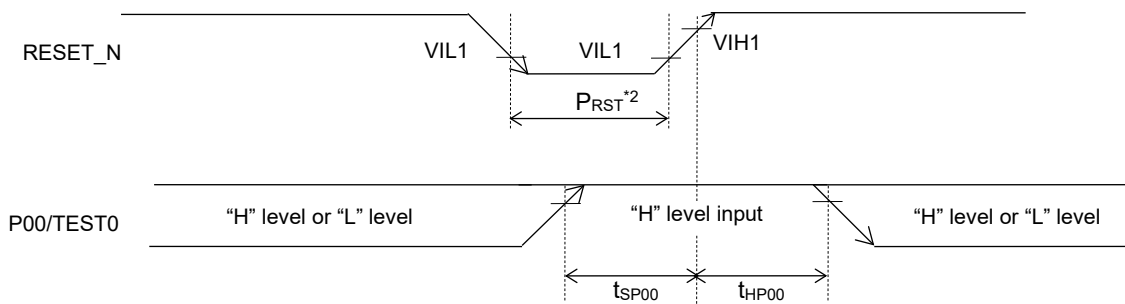 RESET_N
VIL1
VIL1
VIH1
PRST*2
P00/TEST0
“H” level or “L” level
“H” level input
“H” level or “L” level
tSP00
tHP00